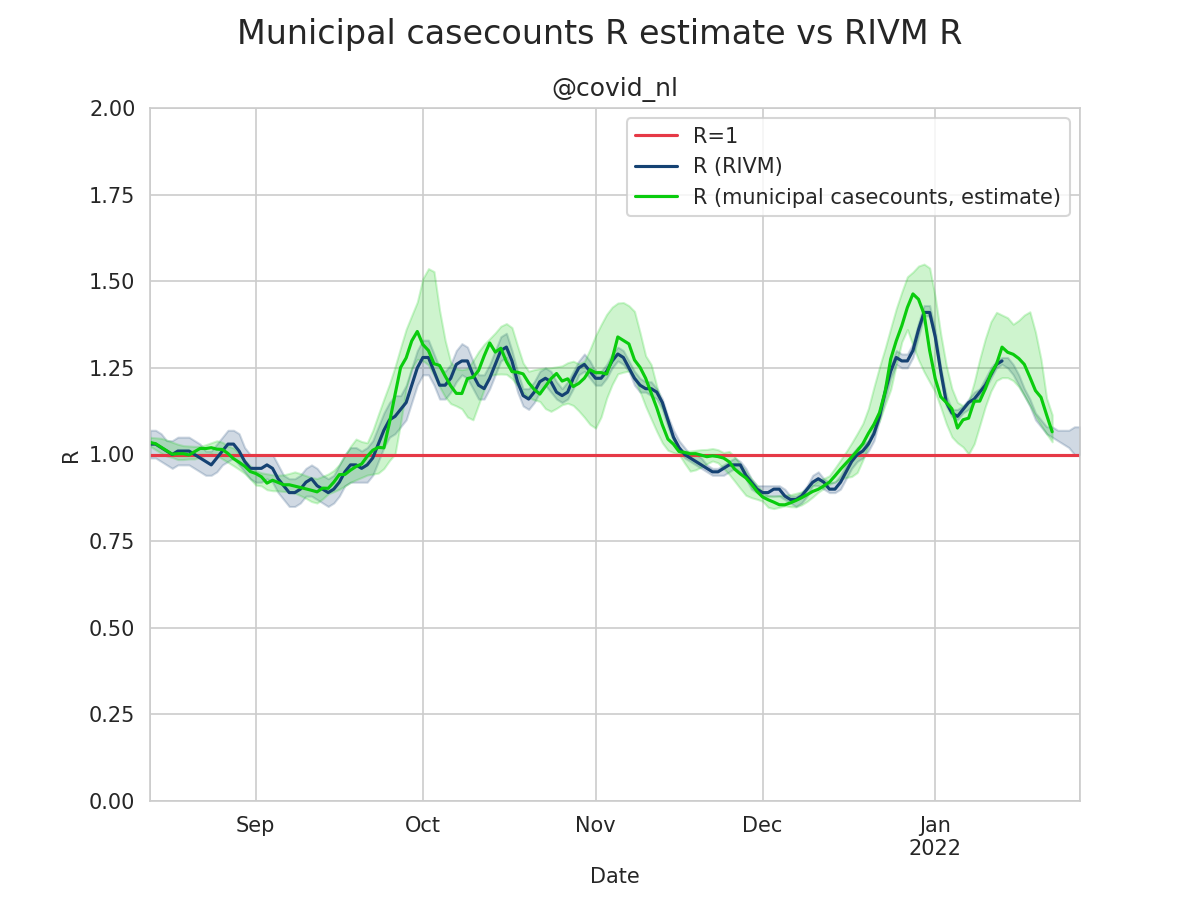 Municipal casecounts R estimate vs RIVM R
@covid_nl
R=1
R (RIVM)
R (municipal casecounts, estimate)
2.00
1.75
1.50
1.25
1.00
0.75
0.50
0.25
0.00
R
Sep
Oct
Nov
Dec
Jan
2022
Date